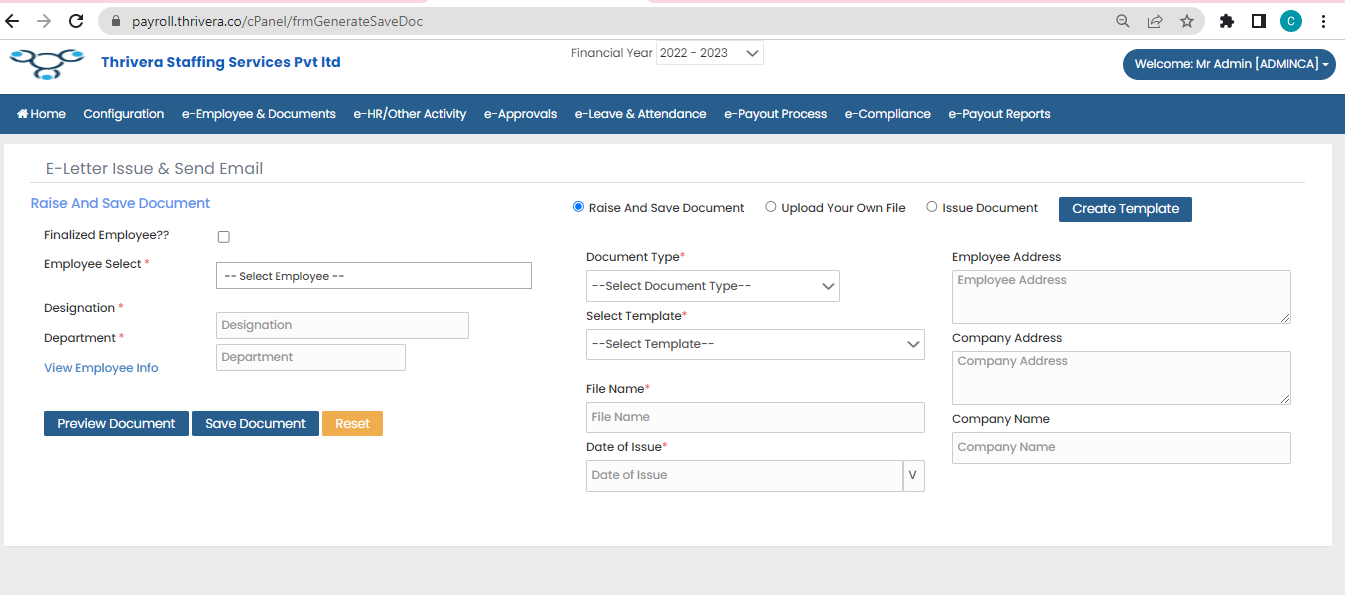 payroll.thrivera.co/cPanel/frmGenerateSaveDoc
C
Thrivera Staffing Services Pvt ltd
Financial Year 2022 - 2023
Welcome: Mr Admin [ADMINCA]
Home Configuration e-Employee & Documents e-HR/Other Activity e-Approvals e-Leave & Attendance e-Payout Process e-Compliance e-Payout Reports
E-Letter Issue & Send Email
Raise And Save Document
Raise And Save Document Upload Your Own File Issue Document Create Template
Finalized Employee??
Employee Select *
-- Select Employee --
Designation *
Designation
Department *
Department
View Employee Info
Preview Document Save Document Reset
Document Type*
--Select Document Type--
Select Template*
--Select Template--
File Name*
File Name
Date of Issue*
Date of Issue V
Employee Address
Employee Address
Company Address
Company Address
Company Name
Company Name